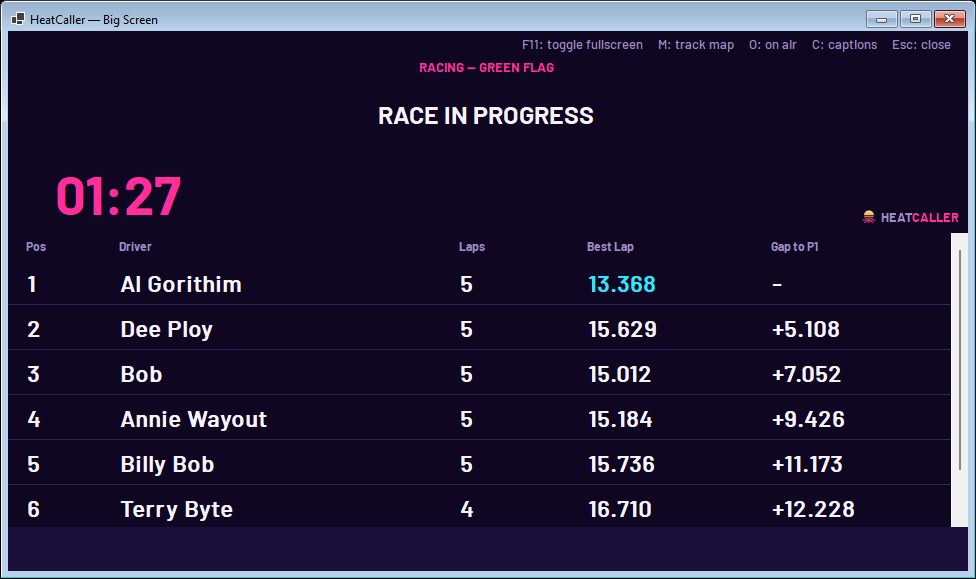 HeatCaller — Big Screen
F11: toggle fullscreen M: track map O: on air C: captions Esc: close
RACING — GREEN FLAG
RACE IN PROGRESS
01:27
HEATCALLER
Pos Driver Laps Best Lap Gap to P1
1 Al Gorithim 5 13.368 –
2 Dee Ploy 5 15.629 +5.108
3 Bob 5 15.012 +7.052
4 Annie Wayout 5 15.184 +9.426
5 Billy Bob 5 15.736 +11.173
6 Terry Byte 4 16.710 +12.228